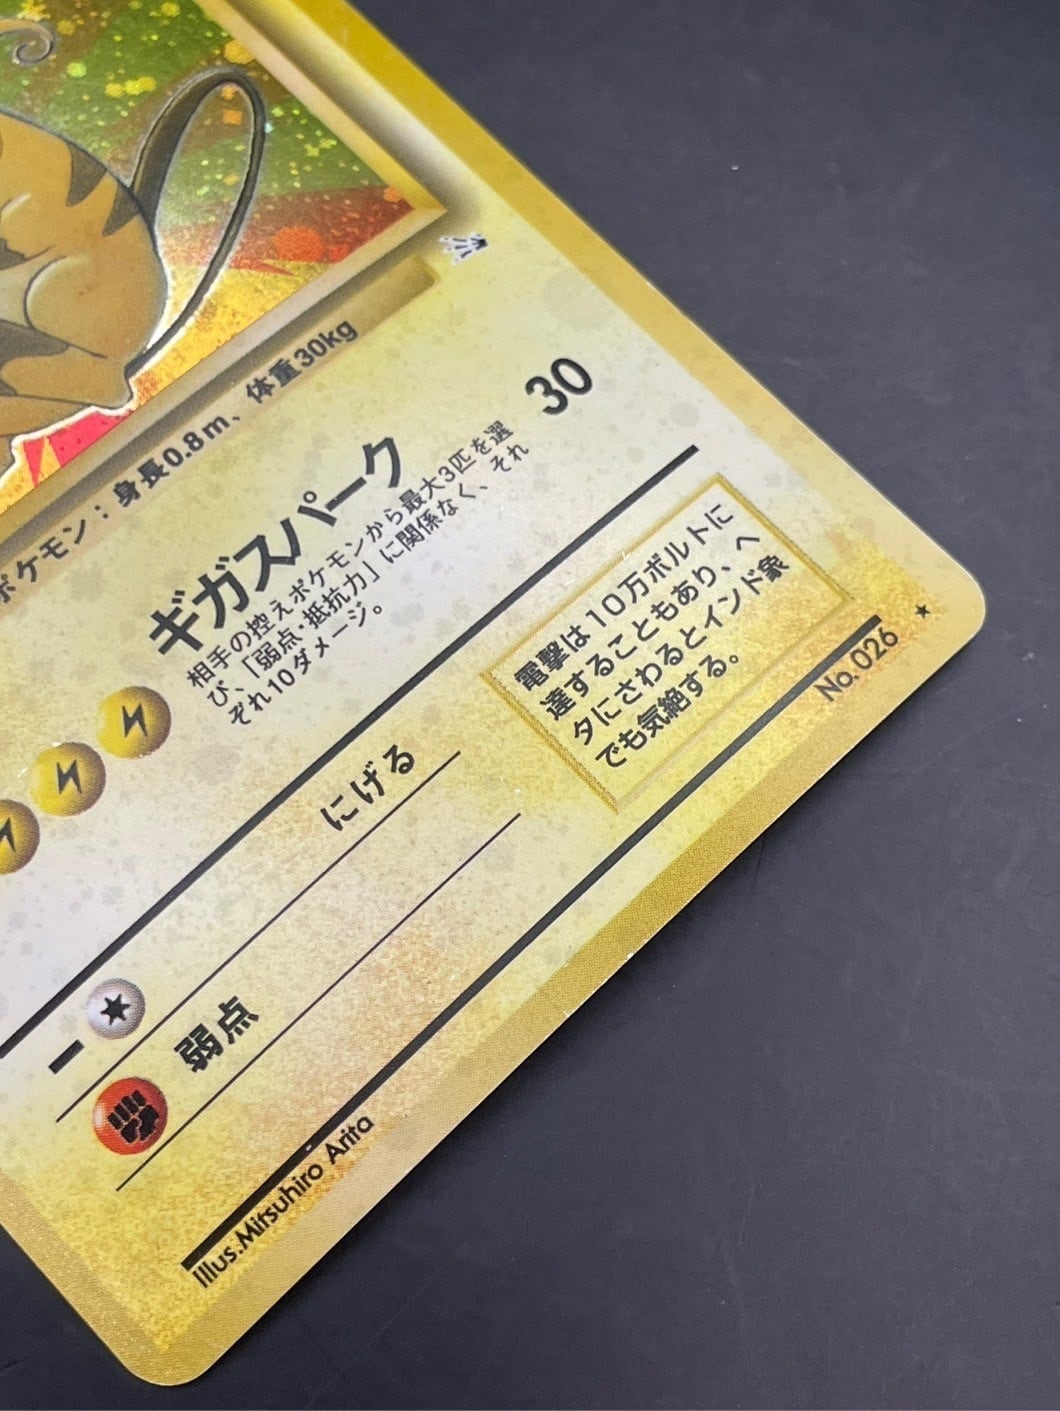 ポケモン：身長0.8m、体重30kg
ギガスパーク 30
相手の控えポケモンから最大3匹を選
び、「弱点・抵抗力」に関係なく、それ
ぞれ10ダメージ。
にげる
弱点
電撃は10万ボルトに
達することもあり、ヘ
タにさわるとインド象
でも気絶する。
Illus.Mitsuhiro Arita
No.026 ★